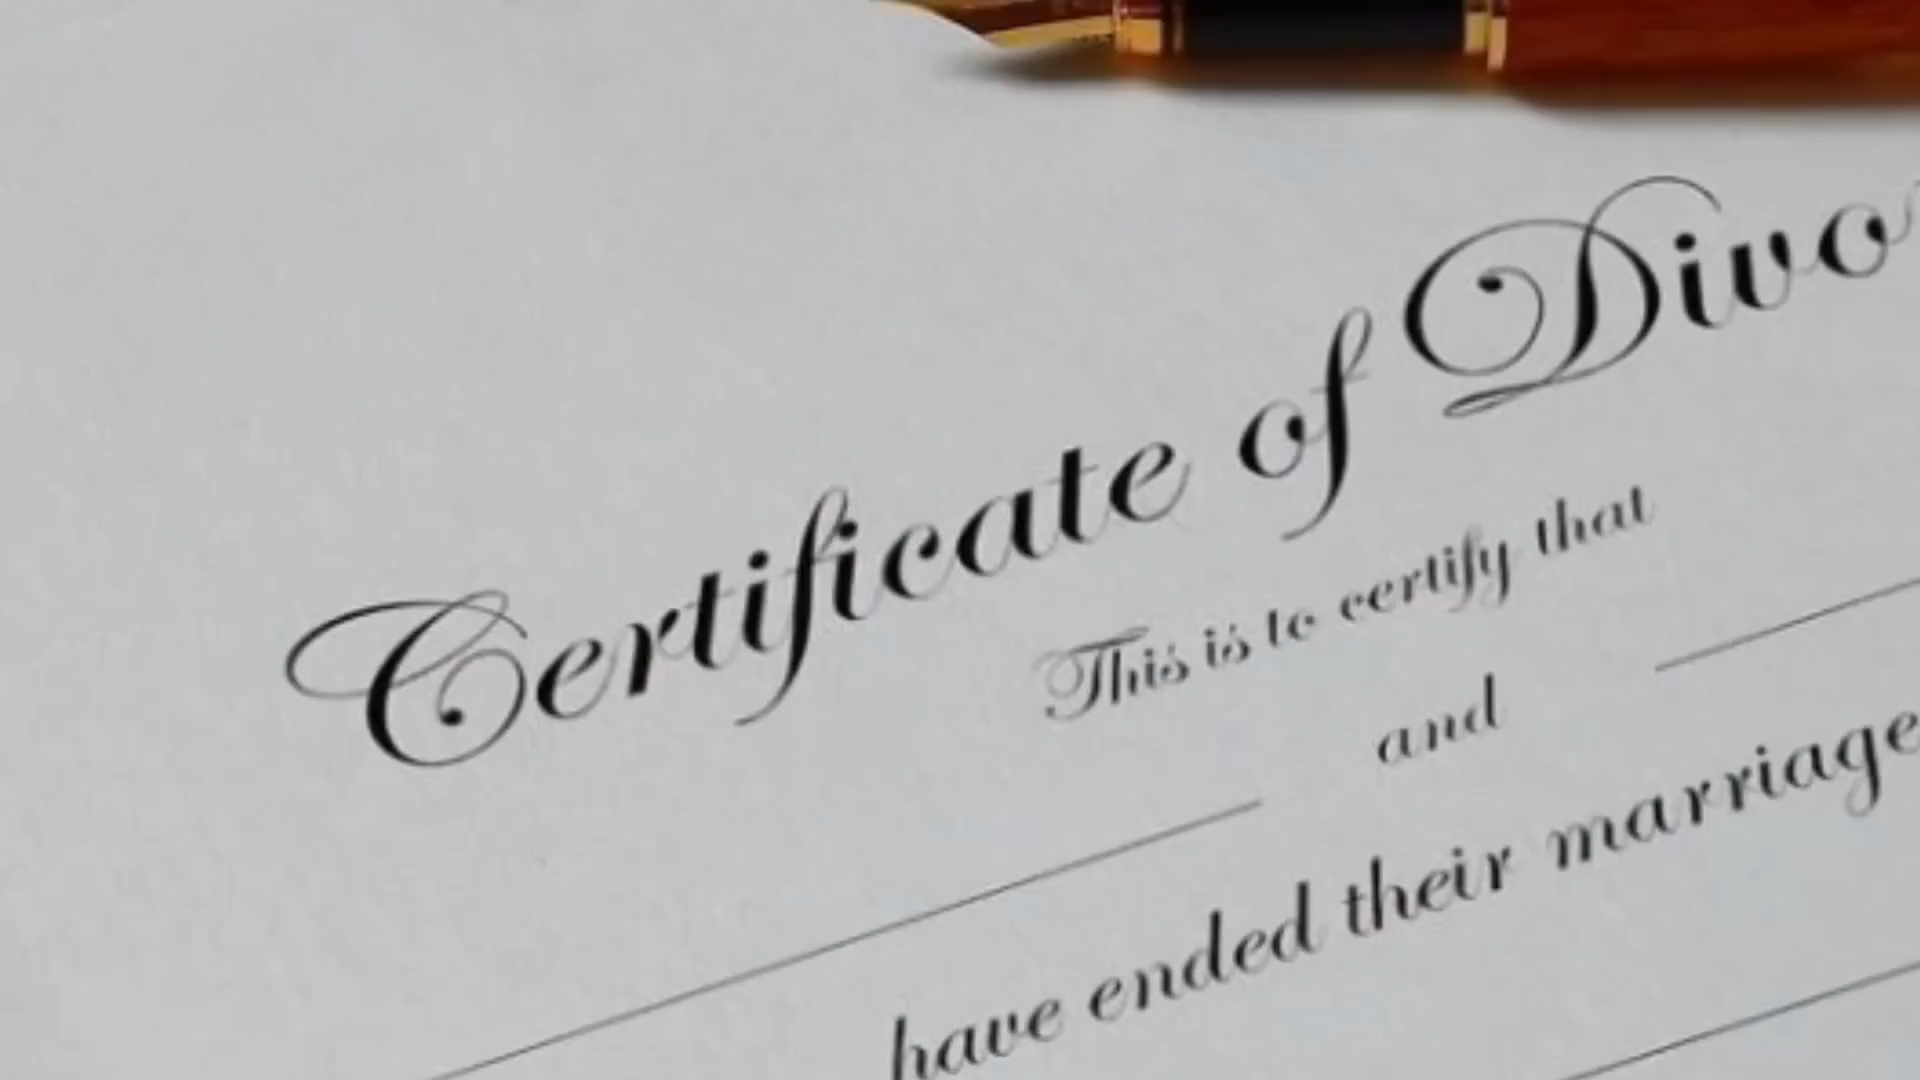 Certificate of Divo
This is to certify that
and
have ended their marriage